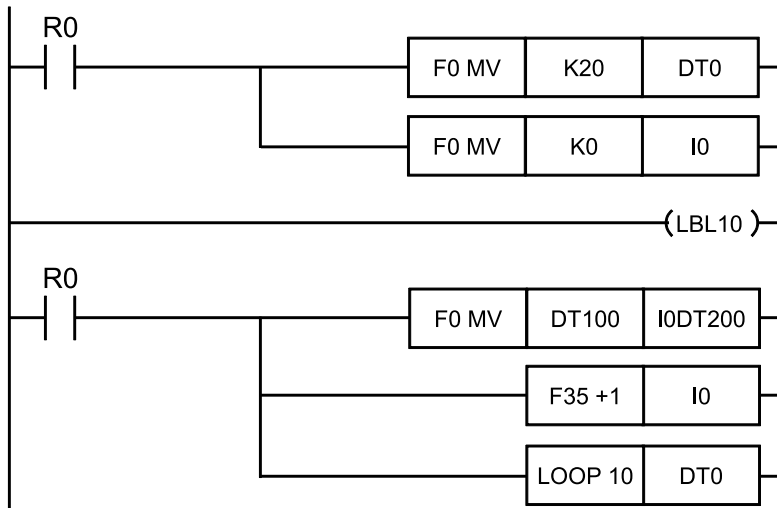 R0
F0 MV K20 DT0
F0 MV K0 I0
(LBL10)
R0
F0 MV DT100 I0DT200
F35 +1 I0
LOOP 10 DT0